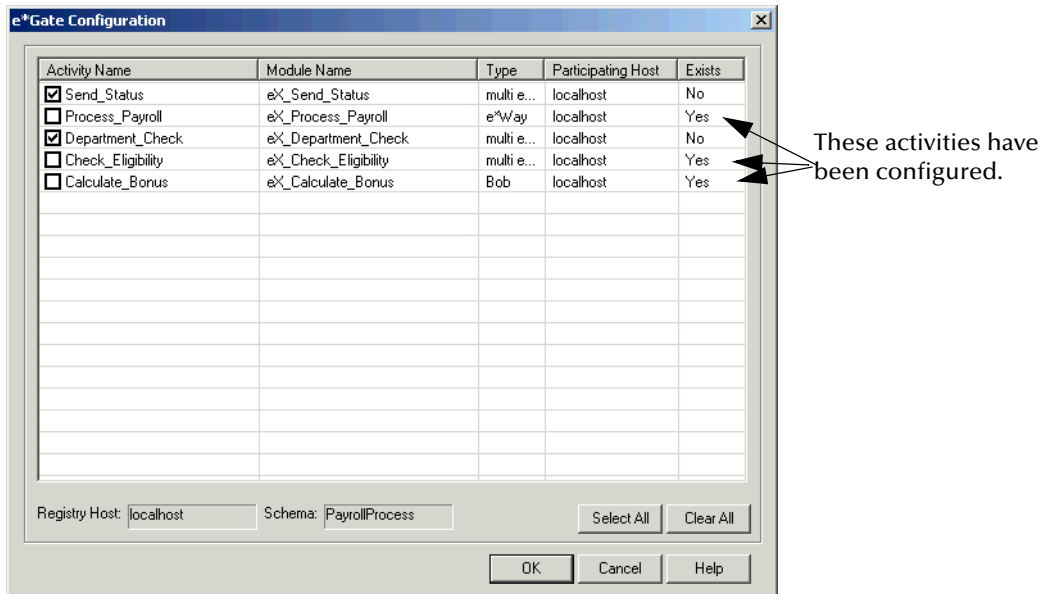 e*Gate Configuration
Activity Name Module Name Type Participating Host Exists
Send_Status eX_Send_Status multi e... localhost No
Process_Payroll eX_Process_Payroll e*Way localhost Yes
Department_Check eX_Department_Check multi e... localhost No
Check_Eligibility eX_Check_Eligibility multi e... localhost Yes
Calculate_Bonus eX_Calculate_Bonus Bob localhost Yes
These activities have
been configured.
Registry Host: localhost Schema: PayrollProcess Select All Clear All
OK Cancel Help